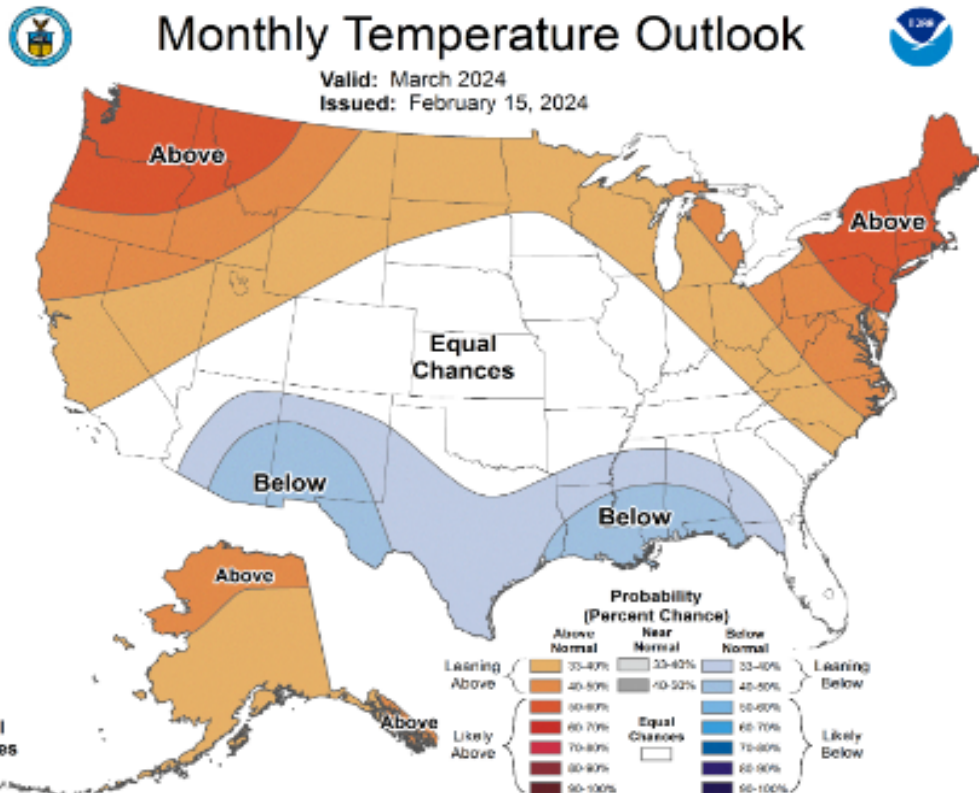 Monthly Temperature Outlook
Valid: March 2024
Issued: February 15, 2024
Above
Above
Equal
Chances
Below
Below
Above
Above
Probability
(Percent Chance)
Above
Normal
Near
Normal
Below
Normal
Leaning
Above
33-40%
33-40%
33-40%
Leaning
Below
40-50%
40-50%
40-50%
Likely
Above
50-60%
50-60%
Likely
Below
60-70%
Equal
Chances
60-70%
70-80%
70-80%
80-90%
80-90%
90-100%
90-100%